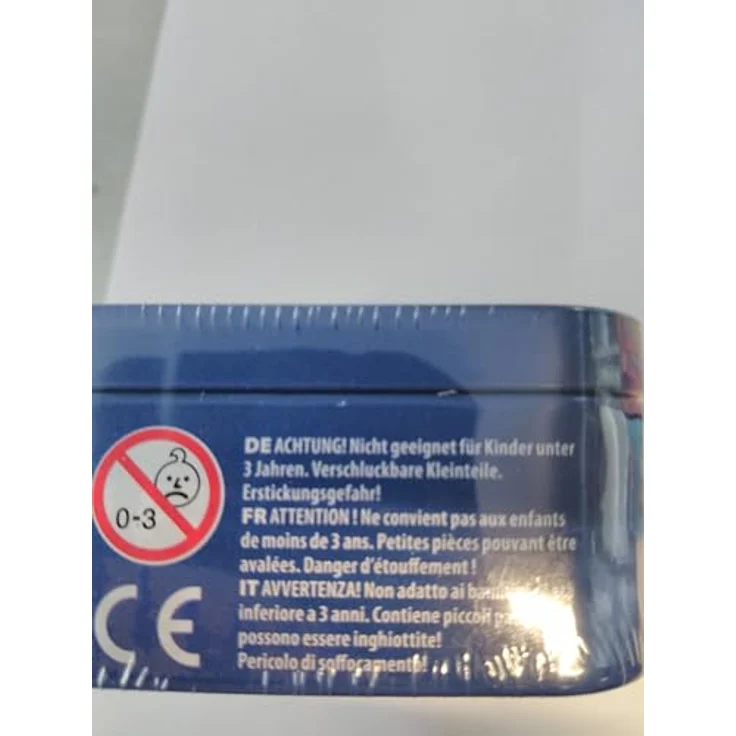 DE ACHTUNG! Nicht geeignet für Kinder unter
3 Jahren. Verschluckbare Kleinteile.
Erstickungsgefahr!
FR ATTENTION ! Ne convient pas aux enfants
de moins de 3 ans. Petites pièces pouvant être
avalées. Danger d'étouffement !
IT AVVERTENZA! Non adatto ai
inferiore a 3 anni. Contiene piccoli
possono essere inghiottite!
Pericolo di soffocamento!
0-3
CE